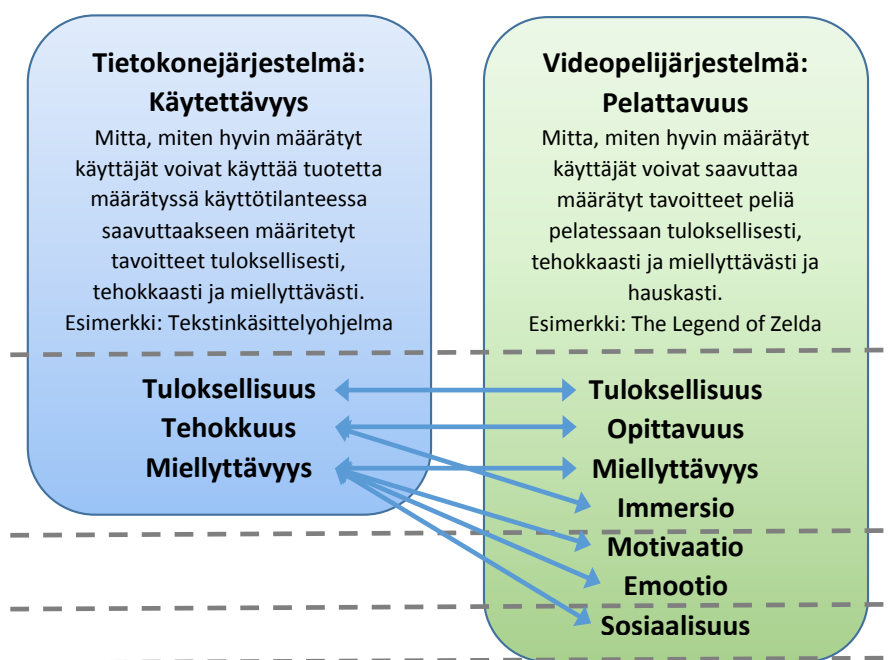 Tietokonejärjestelmä:
Käytettävyys
Mitta, miten hyvin määrätyt
käyttäjät voivat käyttää tuotetta
määrätyssä käyttötilanteessa
saavuttaakseen määritetyt
tavoitteet tuloksellisesti,
tehokkaasti ja miellyttävästi.
Esimerkki: Tekstinkäsittelyohjelma
Tuloksellisuus
Tehokkuus
Miellyttävyys
Videopelijärjestelmä:
Pelattavuus
Mitta, miten hyvin määrätyt
käyttäjät voivat saavuttaa
määrätyt tavoitteet peliä
pelatessaan tuloksellisesti,
tehokkaasti ja miellyttävästi ja
hauskasti.
Esimerkki: The Legend of Zelda
Tuloksellisuus
Opittavuus
Miellyttävyys
Immersio
Motivaatio
Emootio
Sosiaalisuus